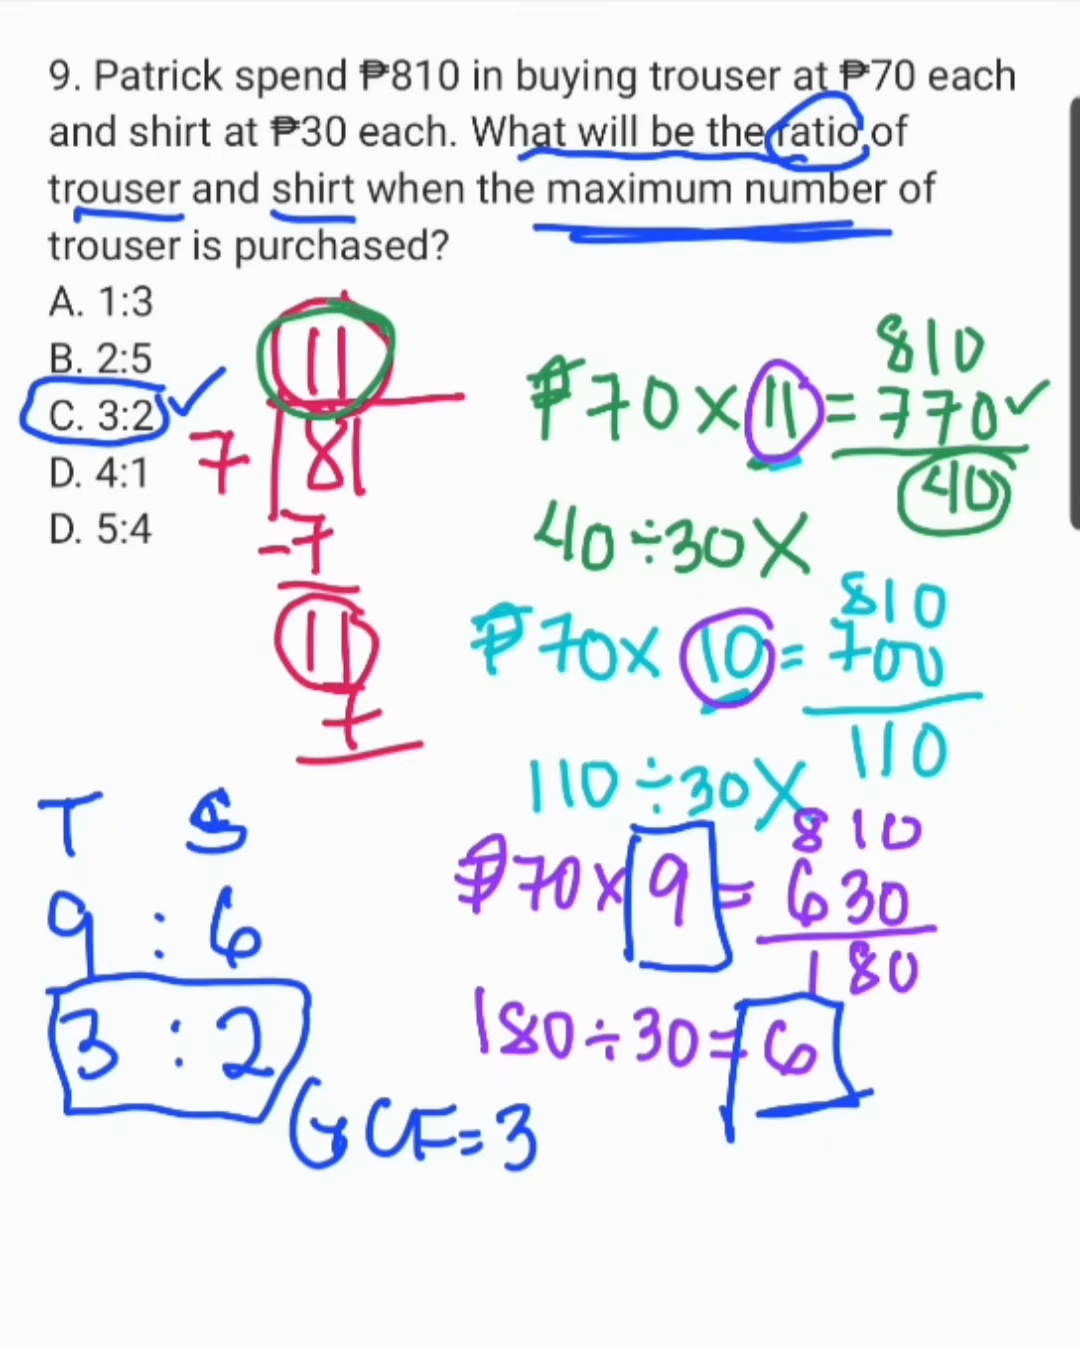 9. Patrick spend ₱810 in buying trouser at ₱70 each
and shirt at ₱30 each. What will be the ratio of
trouser and shirt when the maximum number of
trouser is purchased?
A. 1:3
B. 2:5
C. 3:2
D. 4:1
D. 5:4
11
7 81
-7
11
7
810
₱70 x 11 = 770
40
40÷30 X
810
₱70 x 10 = 700
110
110÷30 X
810
₱70 x 9 = 630
180
180÷30 = 6
T S
9 : 6
3 : 2
GCF=3